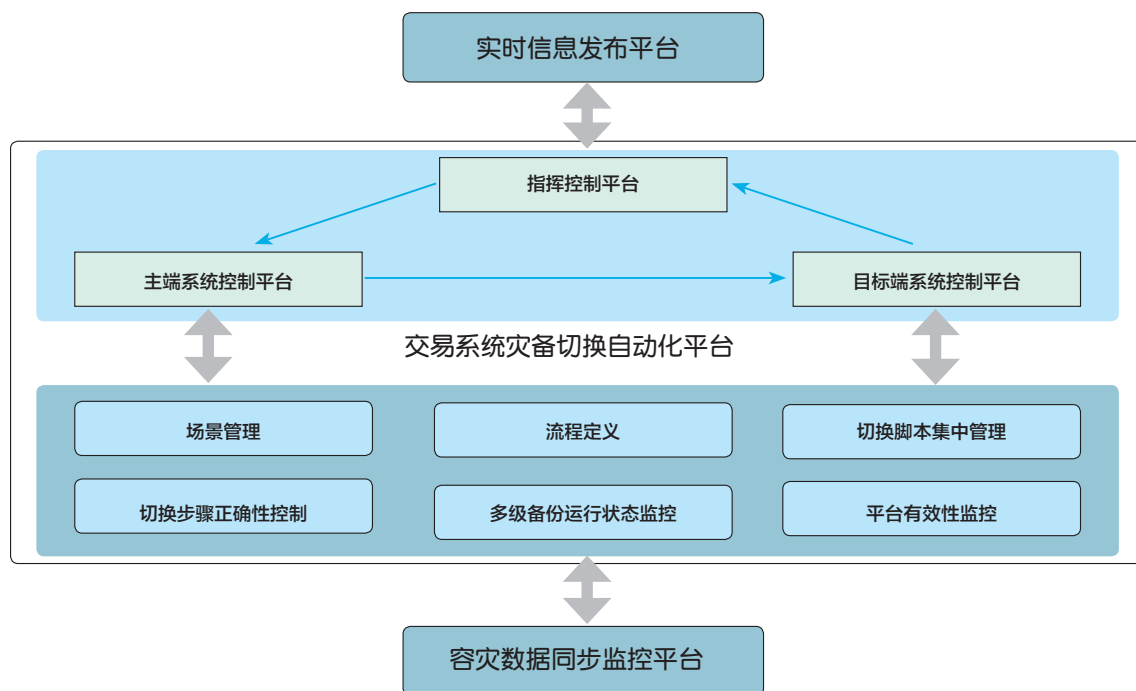 实时信息发布平台
指挥控制平台
主端系统控制平台
目标端系统控制平台
交易系统灾备切换自动化平台
场景管理
流程定义
切换脚本集中管理
切换步骤正确性控制
多级备份运行状态监控
平台有效性监控
容灾数据同步监控平台